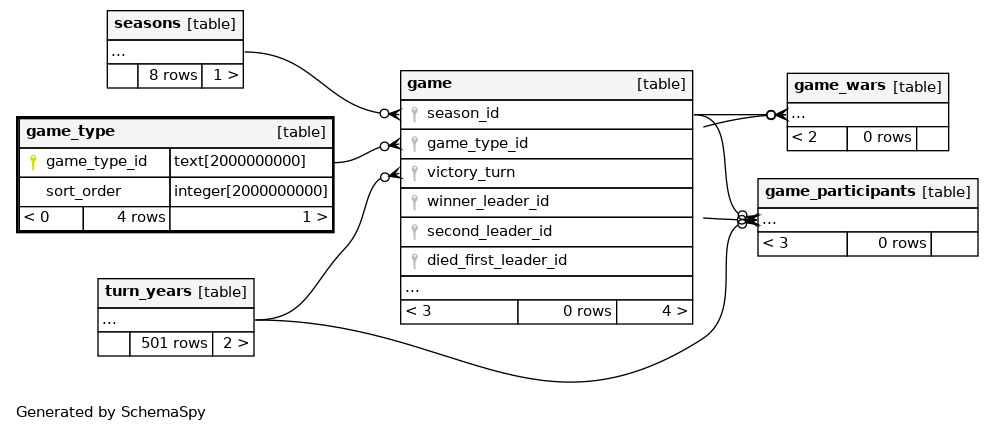 seasons [table]
...
8 rows 1 >
game_type [table]
game_type_id text[2000000000]
sort_order integer[2000000000]
< 0 4 rows 1 >
turn_years [table]
...
501 rows 2 >
game [table]
season_id
game_type_id
victory_turn
winner_leader_id
second_leader_id
died_first_leader_id
...
< 3 0 rows 4 >
game_wars [table]
...
< 2 0 rows
game_participants [table]
...
< 3 0 rows
Generated by SchemaSpy